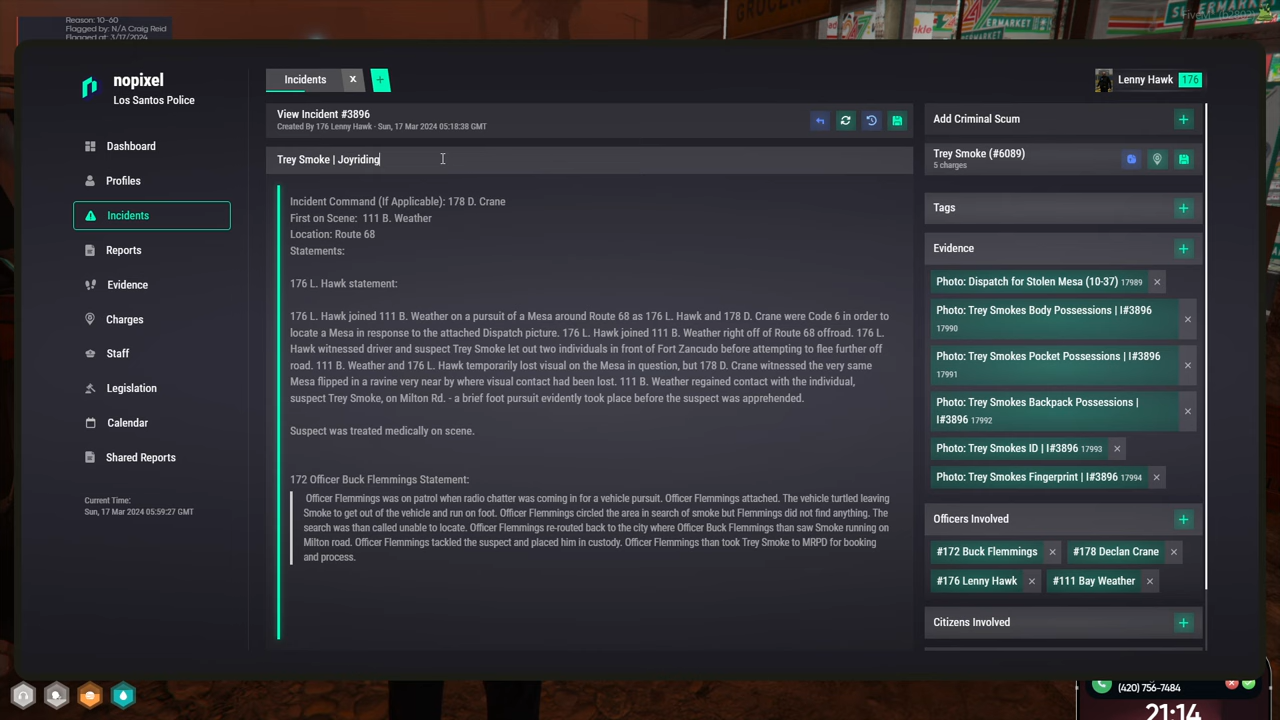 Reason: 10-60
Flagged by: N/A Craig Reid
Flagged at: 3/17/2024
GROCERY
MARKET
SUPERMARKET
nopixel
Los Santos Police
Dashboard
Profiles
Incidents
Reports
Evidence
Charges
Staff
Legislation
Calendar
Shared Reports
Current Time:
Sun, 17 Mar 2024 05:59:27 GMT
Incidents x +
Lenny Hawk 176
View Incident #3896
Created By 176 Lenny Hawk · Sun, 17 Mar 2024 05:18:38 GMT
Trey Smoke | Joyriding
Incident Command (If Applicable): 178 D. Crane
First on Scene: 111 B. Weather
Location: Route 68
Statements:
176 L. Hawk statement:
176 L. Hawk joined 111 B. Weather on a pursuit of a Mesa around Route 68 as 176 L. Hawk and 178 D. Crane were Code 6 in order to
locate a Mesa in response to the attached Dispatch picture. 176 L. Hawk joined 111 B. Weather right off of Route 68 offroad. 176 L.
Hawk witnessed driver and suspect Trey Smoke let out two individuals in front of Fort Zancudo before attempting to flee further off
road. 111 B. Weather and 176 L. Hawk temporarily lost visual on the Mesa in question, but 178 D. Crane witnessed the very same
Mesa flipped in a ravine very near by where visual contact had been lost. 111 B. Weather regained contact with the individual,
suspect Trey Smoke, on Milton Rd. - a brief foot pursuit evidently took place before the suspect was apprehended.
Suspect was treated medically on scene.
172 Officer Buck Flemmings Statement:
Officer Flemmings was on patrol when radio chatter was coming in for a vehicle pursuit. Officer Flemmings attached. The vehicle turtled leaving
Smoke to get out of the vehicle and run on foot. Officer Flemmings circled the area in search of smoke but Flemmings did not find anything. The
search was than called unable to locate. Officer Flemmings re-routed back to the city where Officer Buck Flemmings than saw Smoke running on
Milton road. Officer Flemmings tackled the suspect and placed him in custody. Officer Flemmings than took Trey Smoke to MRPD for booking
and process.
Add Criminal Scum +
Trey Smoke (#6089)
5 charges
Tags +
Evidence +
Photo: Dispatch for Stolen Mesa (10-37) 17989 ×
Photo: Trey Smokes Body Possessions | I#3896
17990 ×
Photo: Trey Smokes Pocket Possessions | I#3896
17991 ×
Photo: Trey Smokes Backpack Possessions |
I#3896 17992 ×
Photo: Trey Smokes ID | I#3896 17993 ×
Photo: Trey Smokes Fingerprint | I#3896 17994 ×
Officers Involved +
#172 Buck Flemmings × #178 Declan Crane ×
#176 Lenny Hawk × #111 Bay Weather ×
Citizens Involved +
(420) 756-7484
21:14